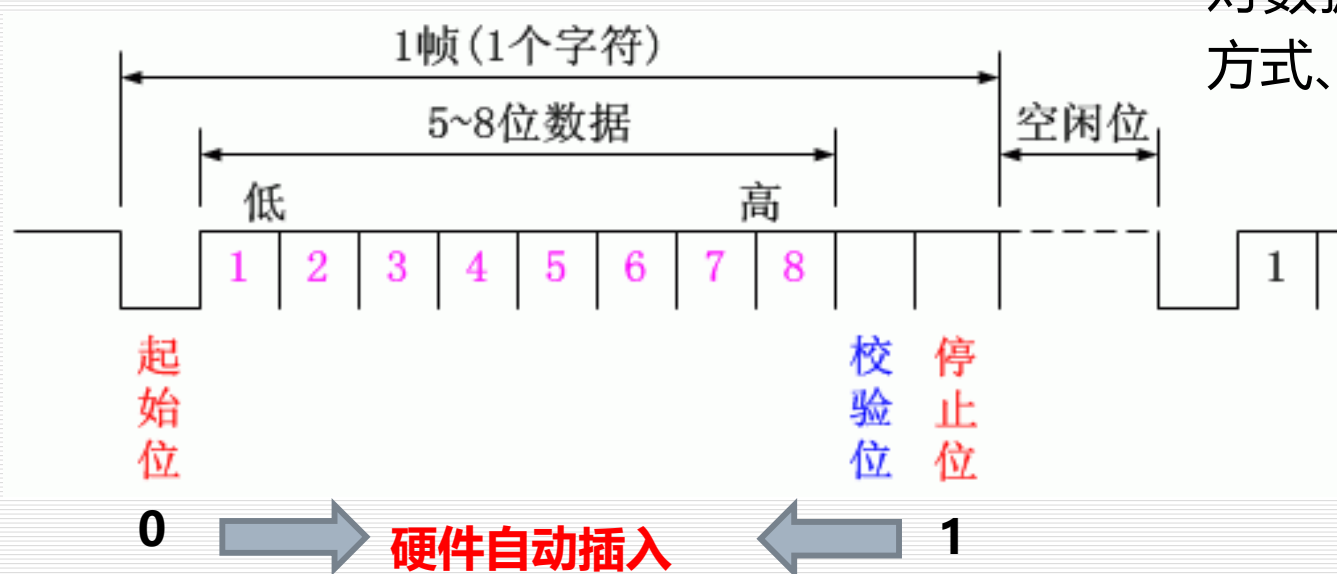 方式、
1帧(1个字符)
5~8位数据
空闲位
低 高
1 2 3 4 5 6 7 8 1
起始位 校验位 停止位
0 硬件自动插入 1